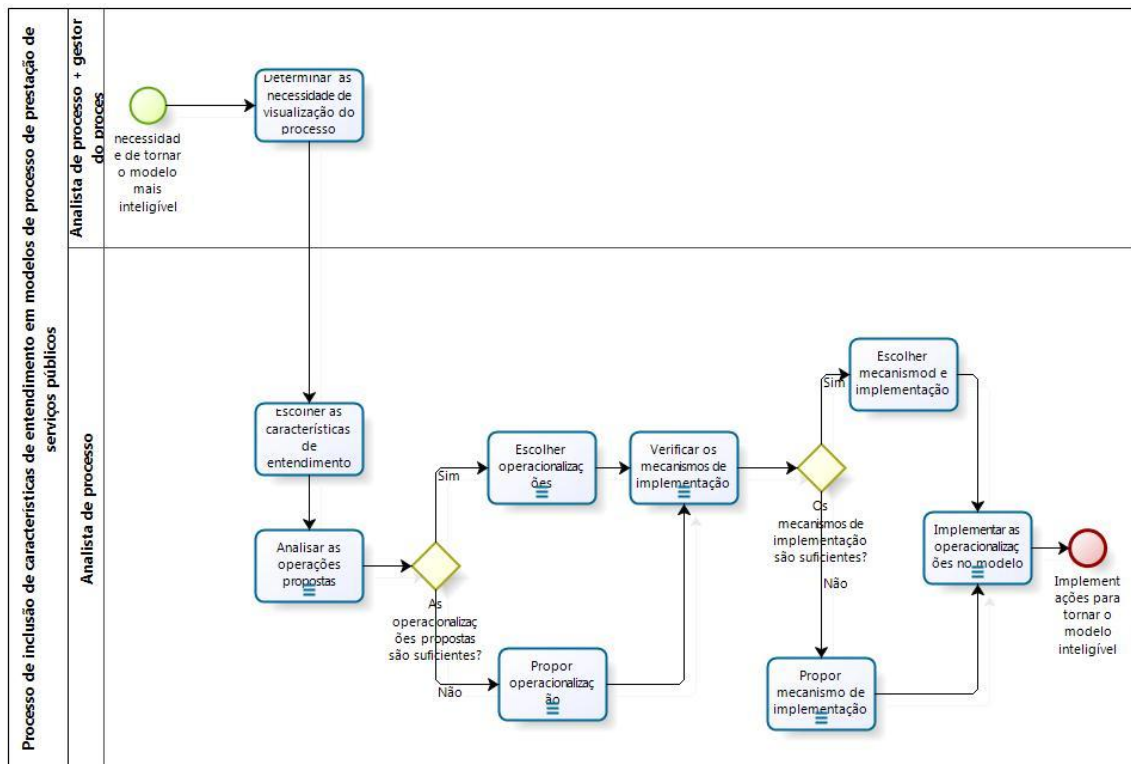 Processo de inclusão de características de entendimento em modelos de processo de prestação de
serviços públicos
Analista de processo + gestor
do proces
necessidad
e de tornar
o modelo
mais
inteligível
Determinar as
necessidade de
visualização do
processo
Analista de processo
Escolher as
características
de
entendimento
Analisar as
operações
propostas
As
operacionalizaç
ões propostas
são suficientes?
Sim
Escolher
operacionalizaç
ões
Não
Propor
operacionalizaç
ão
Verificar os
mecanismos de
implementação
Os
mecanismos de
implementação
são suficientes?
Sim
Escolher
mecanismod e
implementação
Não
Propor
mecanismo de
implementação
Implementar as
operacionalizaç
ões no modelo
Implement
ações para
tornar o
modelo
inteligível